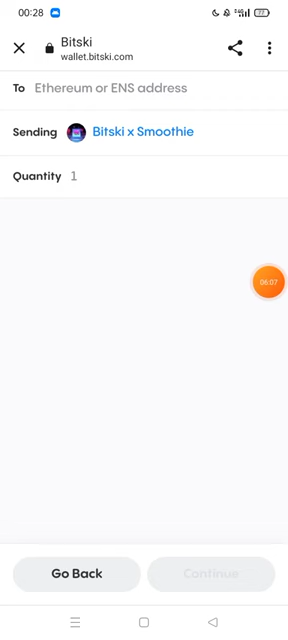 00:28
77
Bitski
wallet.bitski.com
To Ethereum or ENS address
Sending Bitski x Smoothie
Quantity 1
06:07
Go Back Continue